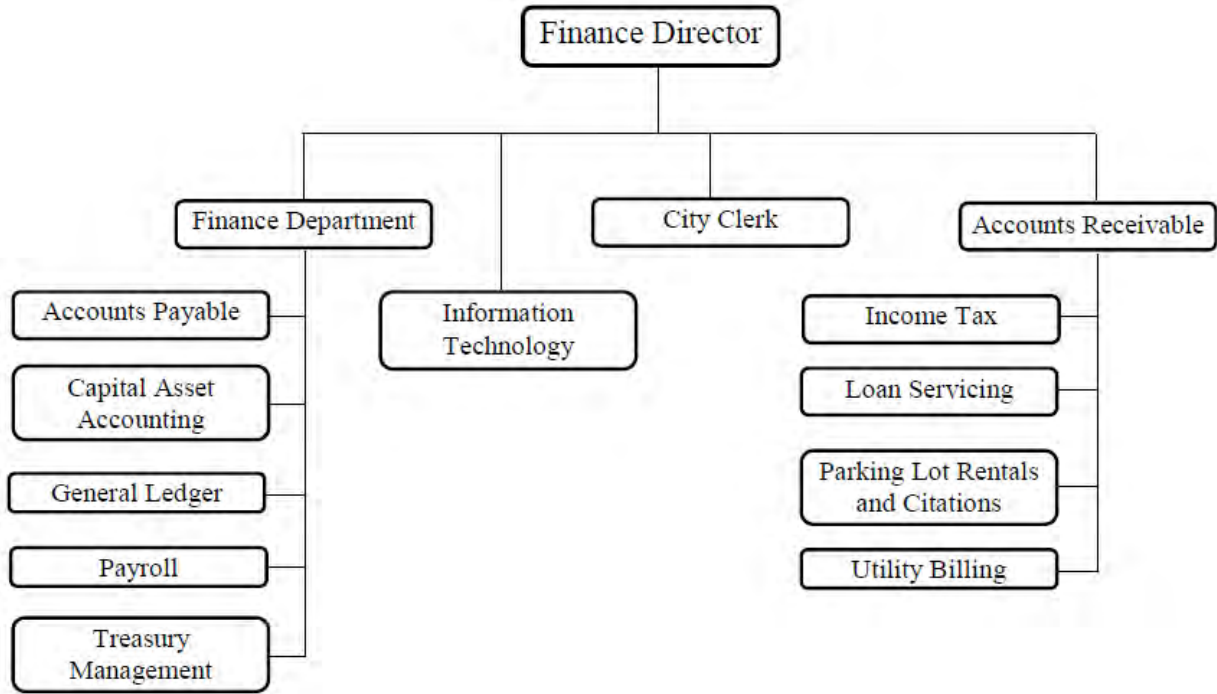 Finance Director
Finance Department
City Clerk
Accounts Receivable
Accounts Payable
Capital Asset
Accounting
General Ledger
Payroll
Treasury
Management
Information
Technology
Income Tax
Loan Servicing
Parking Lot Rentals
and Citations
Utility Billing